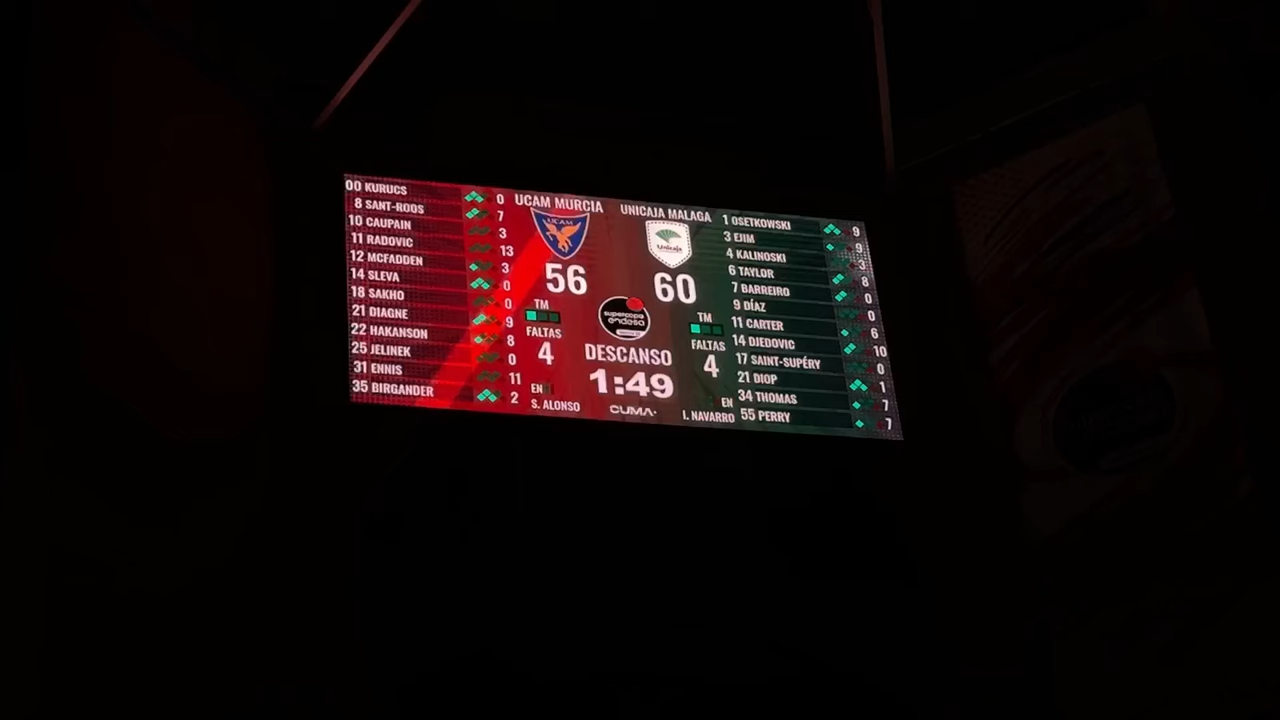 00 KURUCS 0
8 SANT-ROOS 7
10 CAUPAIN 3
11 RADOVIC 13
12 MCFADDEN 3
14 SLEVA 0
18 SAKHO 0
21 DIAGNE 9
22 HAKANSON 8
25 JELINEK 0
31 ENNIS 11
35 BIRGANDER 2
UCAM MURCIA
UCAM
56
TM
FALTAS
4
EN
S. ALONSO
supercopa
endesa
DESCANSO
1:49
CUMA
UNICAJA MALAGA
Unicaja
60
TM
FALTAS
4
EN
I. NAVARRO
1 OSETKOWSKI 9
3 EJIM 9
4 KALINOSKI 3
6 TAYLOR 8
7 BARREIRO 0
9 DÍAZ 0
11 CARTER 6
14 DJEDOVIC 10
17 SAINT-SUPÉRY 0
21 DIOP 1
34 THOMAS 7
55 PERRY 7